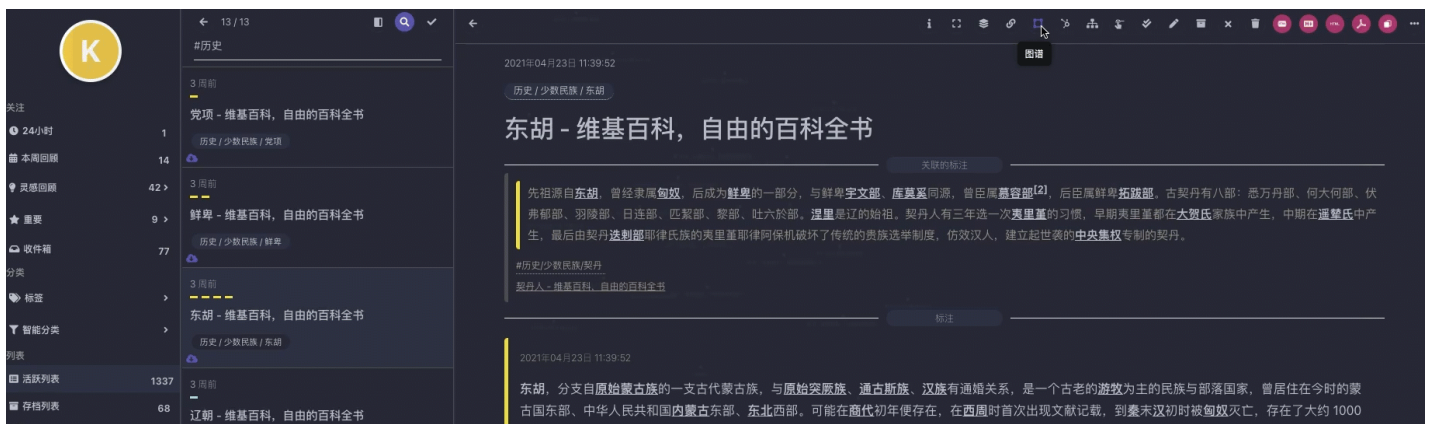 K
关注
24小时 1
本周回顾 14
灵感回顾 42
重要 9
收件箱 77
分类
标签
智能分类
列表
活跃列表 1337
存档列表 68
13 / 13
#历史
3 周前
党项 - 维基百科，自由的百科全书
历史 / 少数民族 / 党项
3 周前
鲜卑 - 维基百科，自由的百科全书
历史 / 少数民族 / 鲜卑
3 周前
东胡 - 维基百科，自由的百科全书
历史 / 少数民族 / 东胡
3 周前
辽朝 - 维基百科，自由的百科全书
图谱
2021年04月23日 11:39:52
历史 / 少数民族 / 东胡
东胡 - 维基百科，自由的百科全书
关联的标注
先祖源自东胡，曾经隶属匈奴，后成为鲜卑的一部分，与鲜卑宇文部、库莫奚同源，曾臣属慕容部[2]，后臣属鲜卑拓跋部。古契丹有八部：悉万丹部、何大何部、伏
弗郁部、羽陵部、日连部、匹絜部、黎部、吐六於部。涅里是辽的始祖。契丹人有三年选一次夷里堇的习惯，早期夷里堇都在大贺氏家族中产生，中期在遥辇氏中产
生，最后由契丹迭剌部耶律氏族的夷里堇耶律阿保机破坏了传统的贵族选举制度，仿效汉人，建立起世袭的中央集权专制的契丹。
#历史/少数民族/契丹
契丹人 - 维基百科，自由的百科全书
标注
2021年04月23日 11:39:52
东胡，分支自原始蒙古族的一支古代蒙古族，与原始突厥族、通古斯族、汉族有通婚关系，是一个古老的游牧为主的民族与部落国家，曾居住在今时的蒙
古国东部、中华人民共和国内蒙古东部、东北西部。可能在商代初年便存在，在西周时首次出现文献记载，到秦末汉初时被匈奴灭亡，存在了大约 1000